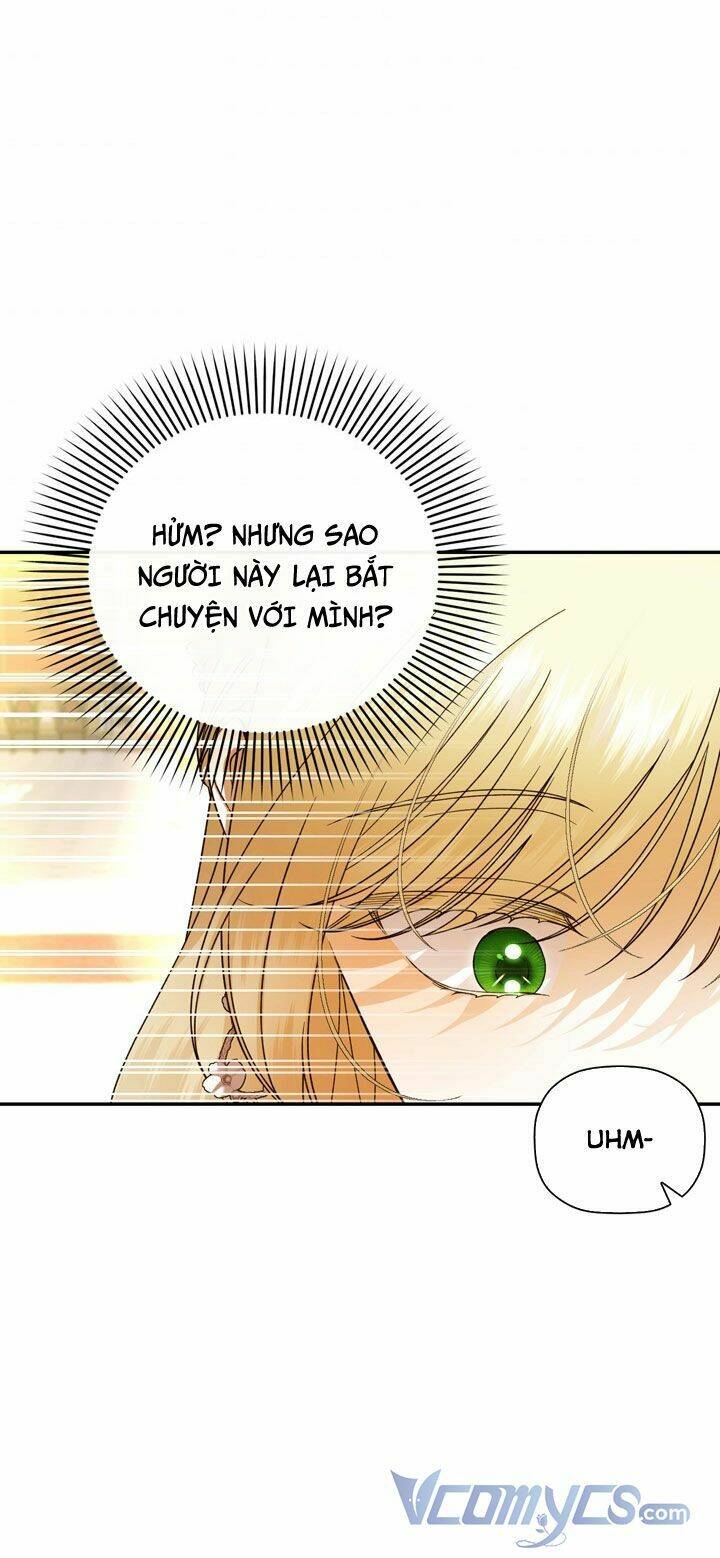 HỬM? NHƯNG SAO
NGƯỜI NÀY LẠI BẮT
CHUYỆN VỚI MÌNH?
UHM-
VCOMYCS.com